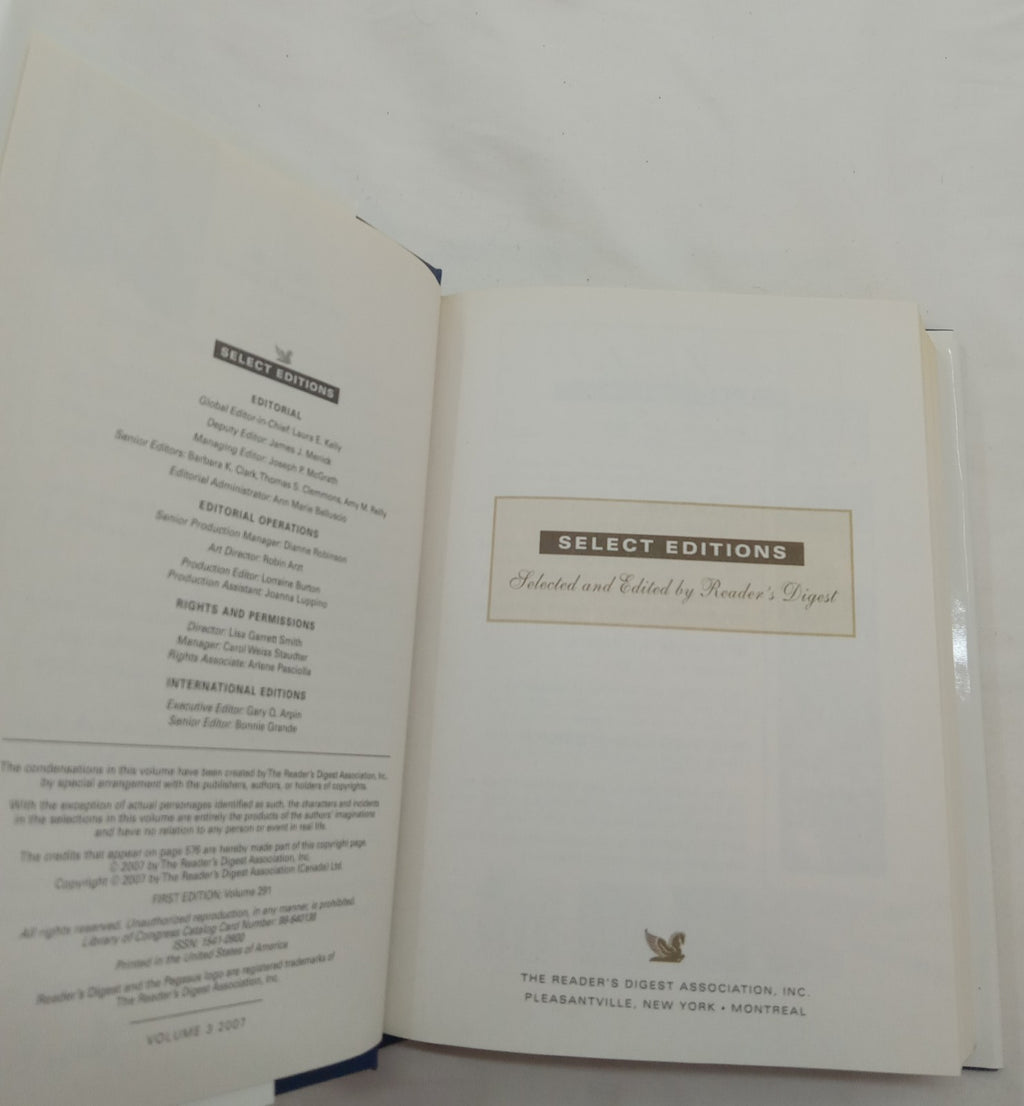 SELECT EDITIONS
EDITORIAL
Global Editor-in-Chief: Laura E. Kelly
Deputy Editor: James J. Menick
Managing Editor: Joseph P. McGrath
Senior Editors: Barbara K. Clark, Thomas S. Clemmons, Amy M. Reilly
Editorial Administrator: Ann Marie Belluscio
EDITORIAL OPERATIONS
Senior Production Manager: Dianna Robinson
Art Director: Robin Arzt
Production Editor: Lorraine Burton
Production Assistant: Joanna Luppino
RIGHTS AND PERMISSIONS
Director: Lisa Garrett Smith
Manager: Carol Weiss Staudter
Rights Associate: Arlene Pasciolla
INTERNATIONAL EDITIONS
Executive Editor: Gary Q. Arpin
Senior Editor: Bonnie Grande
The condensations in this volume have been created by The Reader's Digest Association, Inc.
by special arrangement with the publishers, authors, or holders of copyrights.
With the exception of actual personages identified as such, the characters and incidents
in the selections in this volume are entirely the products of the authors' imaginations
and have no relation to any person or event in real life.
The credits that appear on page 576 are hereby made part of this copyright page.
© 2007 by The Reader's Digest Association, Inc.
Copyright © 2007 by The Reader's Digest Association (Canada) Ltd.
FIRST EDITION: Volume 291
All rights reserved. Unauthorized reproduction, in any manner, is prohibited.
Library of Congress Catalog Card Number:
ISSN:
Printed in the United States of America
Reader's Digest and the Pegasus logo are registered trademarks of
The Reader's Digest Association, Inc.
VOLUME 3 2007
SELECT EDITIONS
Selected and Edited by Reader's Digest
THE READER'S DIGEST ASSOCIATION, INC.
PLEASANTVILLE, NEW YORK • MONTREAL